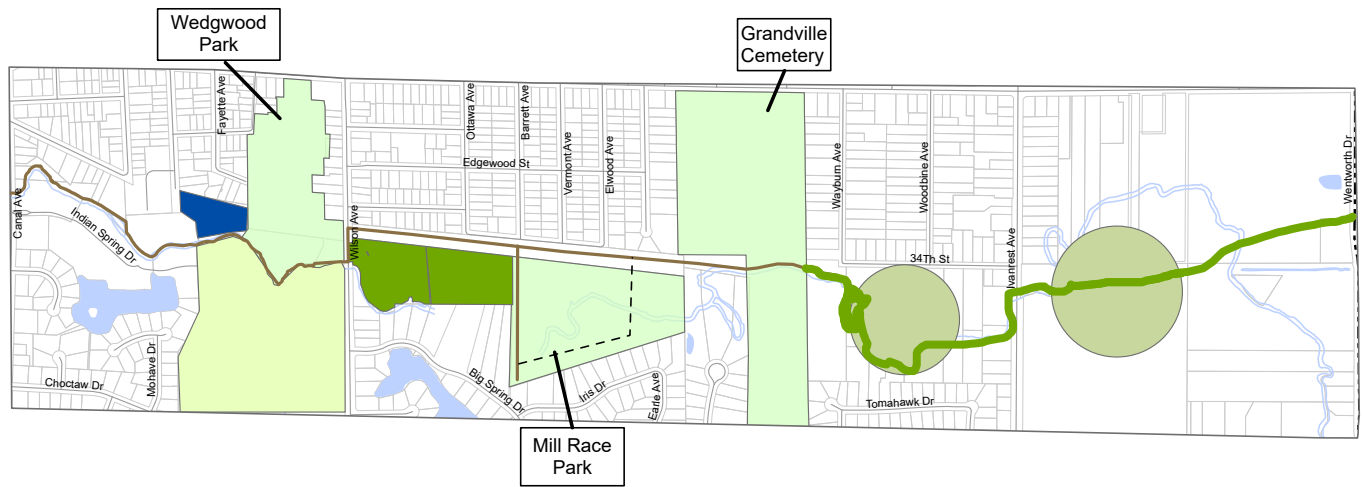 Wedgwood
Park
Grandville
Cemetery
Fayette Ave
Ottawa Ave
Barrett Ave
Vermont Ave
Elwood Ave
Edgewood St
Wayburn Ave
Woodbine Ave
Wentworth Dr
Canal Ave
Indian Spring Dr
Wilson Ave
34Th St
Ivanrest Ave
Mohave Dr
Choctaw Dr
Big Spring Dr
Iris Dr
Earle Ave
Tomahawk Dr
Mill Race
Park